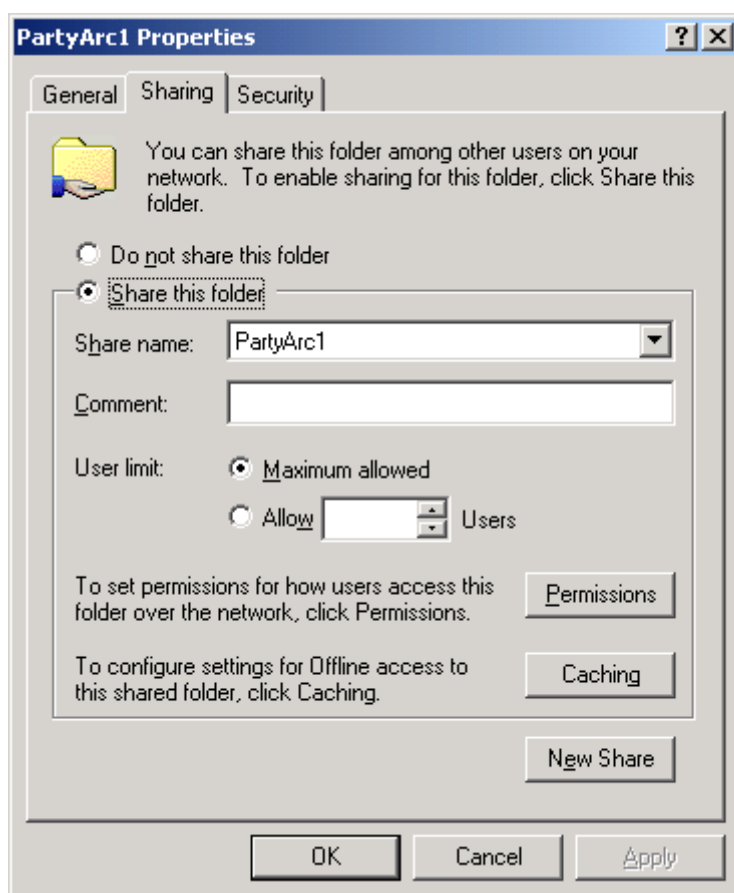 PartyArc1 Properties
General Sharing Security
You can share this folder among other users on your
network. To enable sharing for this folder, click Share this
folder.
Do not share this folder
Share this folder
Share name: PartyArc1
Comment:
User limit: Maximum allowed
Allow Users
To set permissions for how users access this
folder over the network, click Permissions.
Permissions
To configure settings for Offline access to
this shared folder, click Caching.
Caching
New Share
OK Cancel Apply